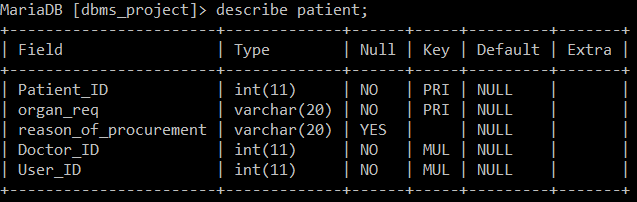 MariaDB [dbms_project]> describe patient;
+-----------------------+-------------+------+-----+---------+-------+
| Field                 | Type        | Null | Key | Default | Extra |
+-----------------------+-------------+------+-----+---------+-------+
| Patient_ID            | int(11)     | NO   | PRI | NULL    |       |
| organ_req             | varchar(20) | NO   | PRI | NULL    |       |
| reason_of_procurement | varchar(20) | YES  |     | NULL    |       |
| Doctor_ID             | int(11)     | NO   | MUL | NULL    |       |
| User_ID               | int(11)     | NO   | MUL | NULL    |       |
+-----------------------+-------------+------+-----+---------+-------+